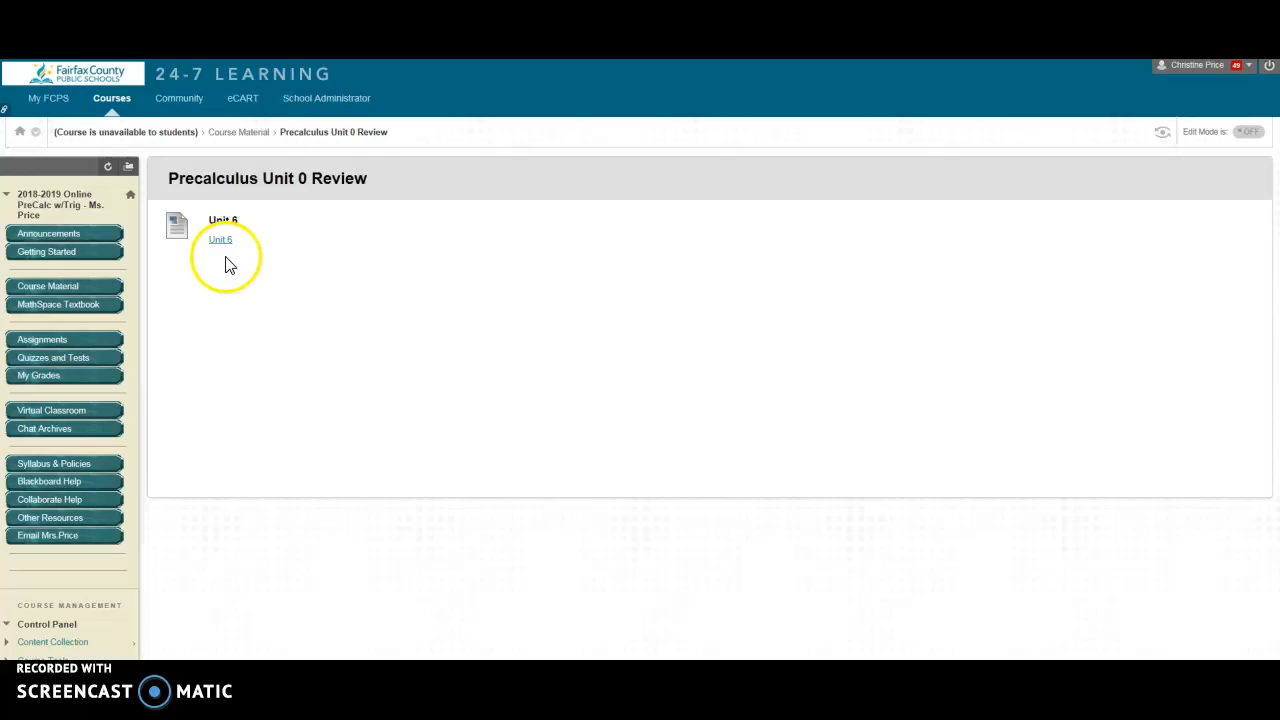 Fairfax County
PUBLIC SCHOOLS
24-7 LEARNING
Christine Price
49
My FCPS
Courses
Community
eCART
School Administrator
(Course is unavailable to students) > Course Material > Precalculus Unit 0 Review
Edit Mode is:
OFF
2018-2019 Online
PreCalc w/Trig - Ms.
Price
Announcements
Getting Started
Course Material
MathSpace Textbook
Assignments
Quizzes and Tests
My Grades
Virtual Classroom
Chat Archives
Syllabus & Policies
Blackboard Help
Collaborate Help
Other Resources
Email Mrs.Price
COURSE MANAGEMENT
Control Panel
Content Collection
Precalculus Unit 0 Review
Unit 6
Unit 6
RECORDED WITH
SCREENCAST MATIC